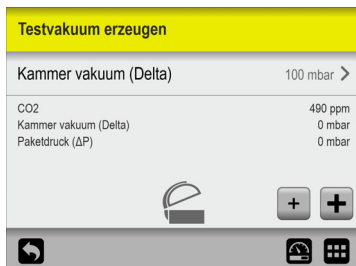 Testvakuum erzeugen
Kammer vakuum (Delta) 100 mbar
CO2 490 ppm
Kammer vakuum (Delta) 0 mbar
Paketdruck (ΔP) 0 mbar
+ +